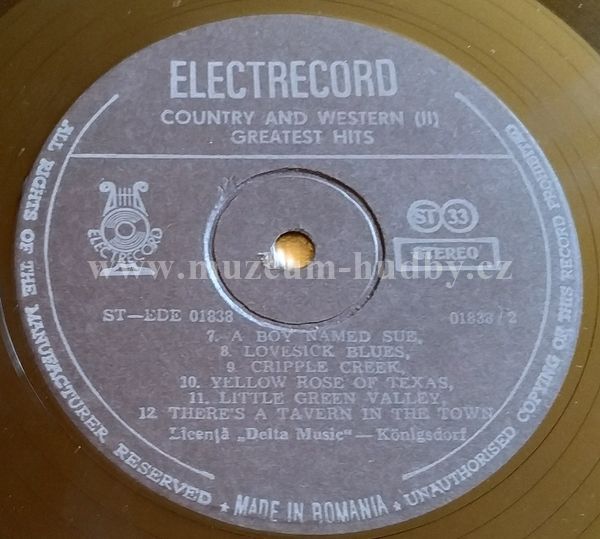 ELECTRECORD
COUNTRY AND WESTERN (II)
GREATEST HITS
ELECTRECORD
ST 33
STEREO
www.muzeum-hudby.cz
ST—EDE 01838
01838/2
7. A BOY NAMED SUE,
8. LOVESICK BLUES,
9. CRIPPLE CREEK,
10. YELLOW ROSE OF TEXAS,
11. LITTLE GREEN VALLEY,
12. THERE'S A TAVERN IN THE TOWN
Licență „Delta Music" — Königsdorf
ALL RIGHTS OF THE MANUFACTURER RESERVED ★ MADE IN ROMANIA ★ UNAUTHORISED COPYING OF THIS RECORD PROHIBITED